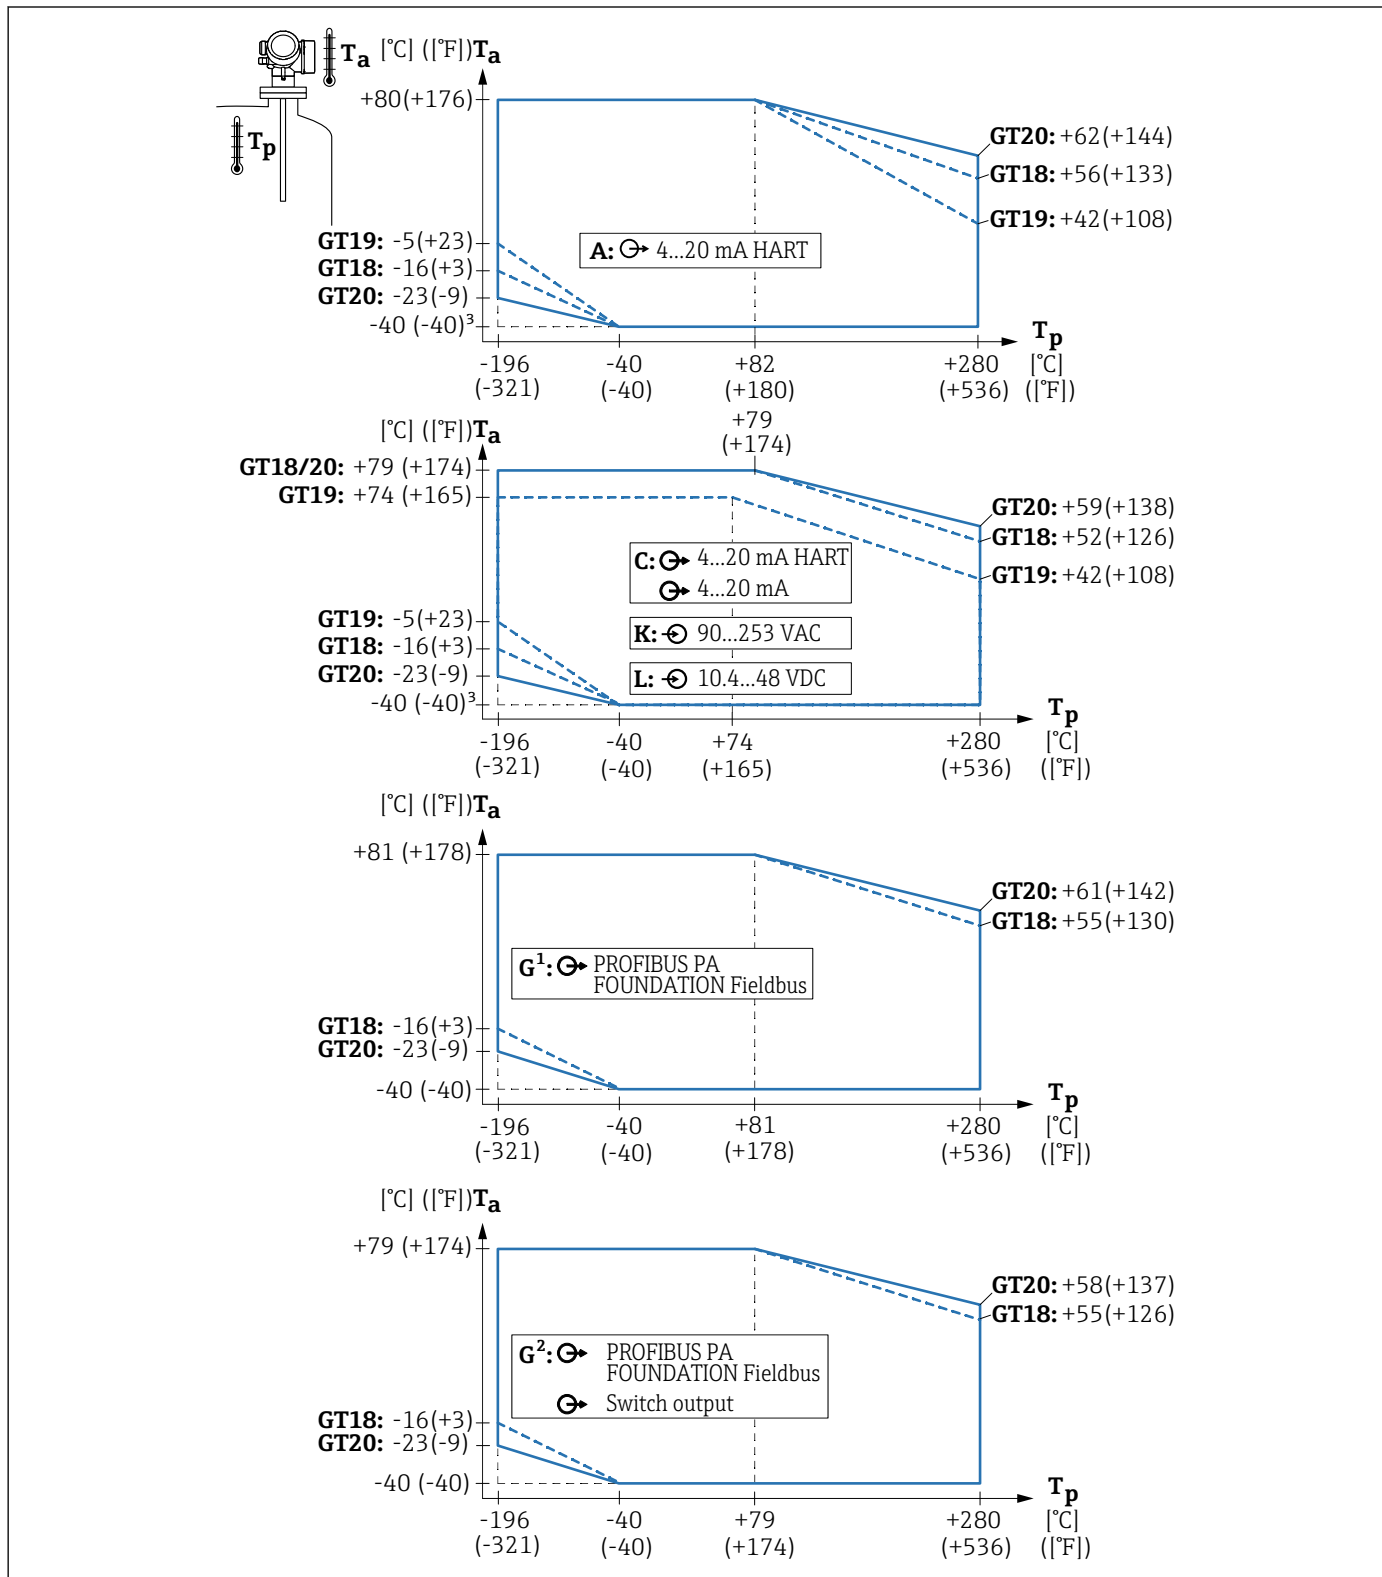 [°C] ([°F]) Ta
Ta
Tp
+80(+176)
GT20: +62(+144)
GT18: +56(+133)
GT19: +42(+108)
GT19: -5(+23)
GT18: -16(+3)
GT20: -23(-9)
-40 (-40)³
A: 4...20 mA HART
Tp
-196 -40 +82 +280 [°C]
(-321) (-40) (+180) (+536) ([°F])
[°C] ([°F]) Ta
+79
(+174)
GT18/20: +79 (+174)
GT19: +74 (+165)
GT20: +59(+138)
GT18: +52(+126)
GT19: +42(+108)
C: 4...20 mA HART
4...20 mA
K: 90...253 VAC
L: 10.4...48 VDC
GT19: -5(+23)
GT18: -16(+3)
GT20: -23(-9)
-40 (-40)³
Tp
-196 -40 +74 +280 [°C]
(-321) (-40) (+165) (+536) ([°F])
[°C] ([°F]) Ta
+81 (+178)
GT20: +61(+142)
GT18: +55(+130)
G¹: PROFIBUS PA
FOUNDATION Fieldbus
GT18: -16(+3)
GT20: -23(-9)
-40 (-40)
Tp
-196 -40 +81 +280 [°C]
(-321) (-40) (+178) (+536) ([°F])
[°C] ([°F]) Ta
+79 (+174)
GT20: +58(+137)
GT18: +55(+126)
G²: PROFIBUS PA
FOUNDATION Fieldbus
Switch output
GT18: -16(+3)
GT20: -23(-9)
-40 (-40)
Tp
-196 -40 +79 +280 [°C]
(-321) (-40) (+174) (+536) ([°F])